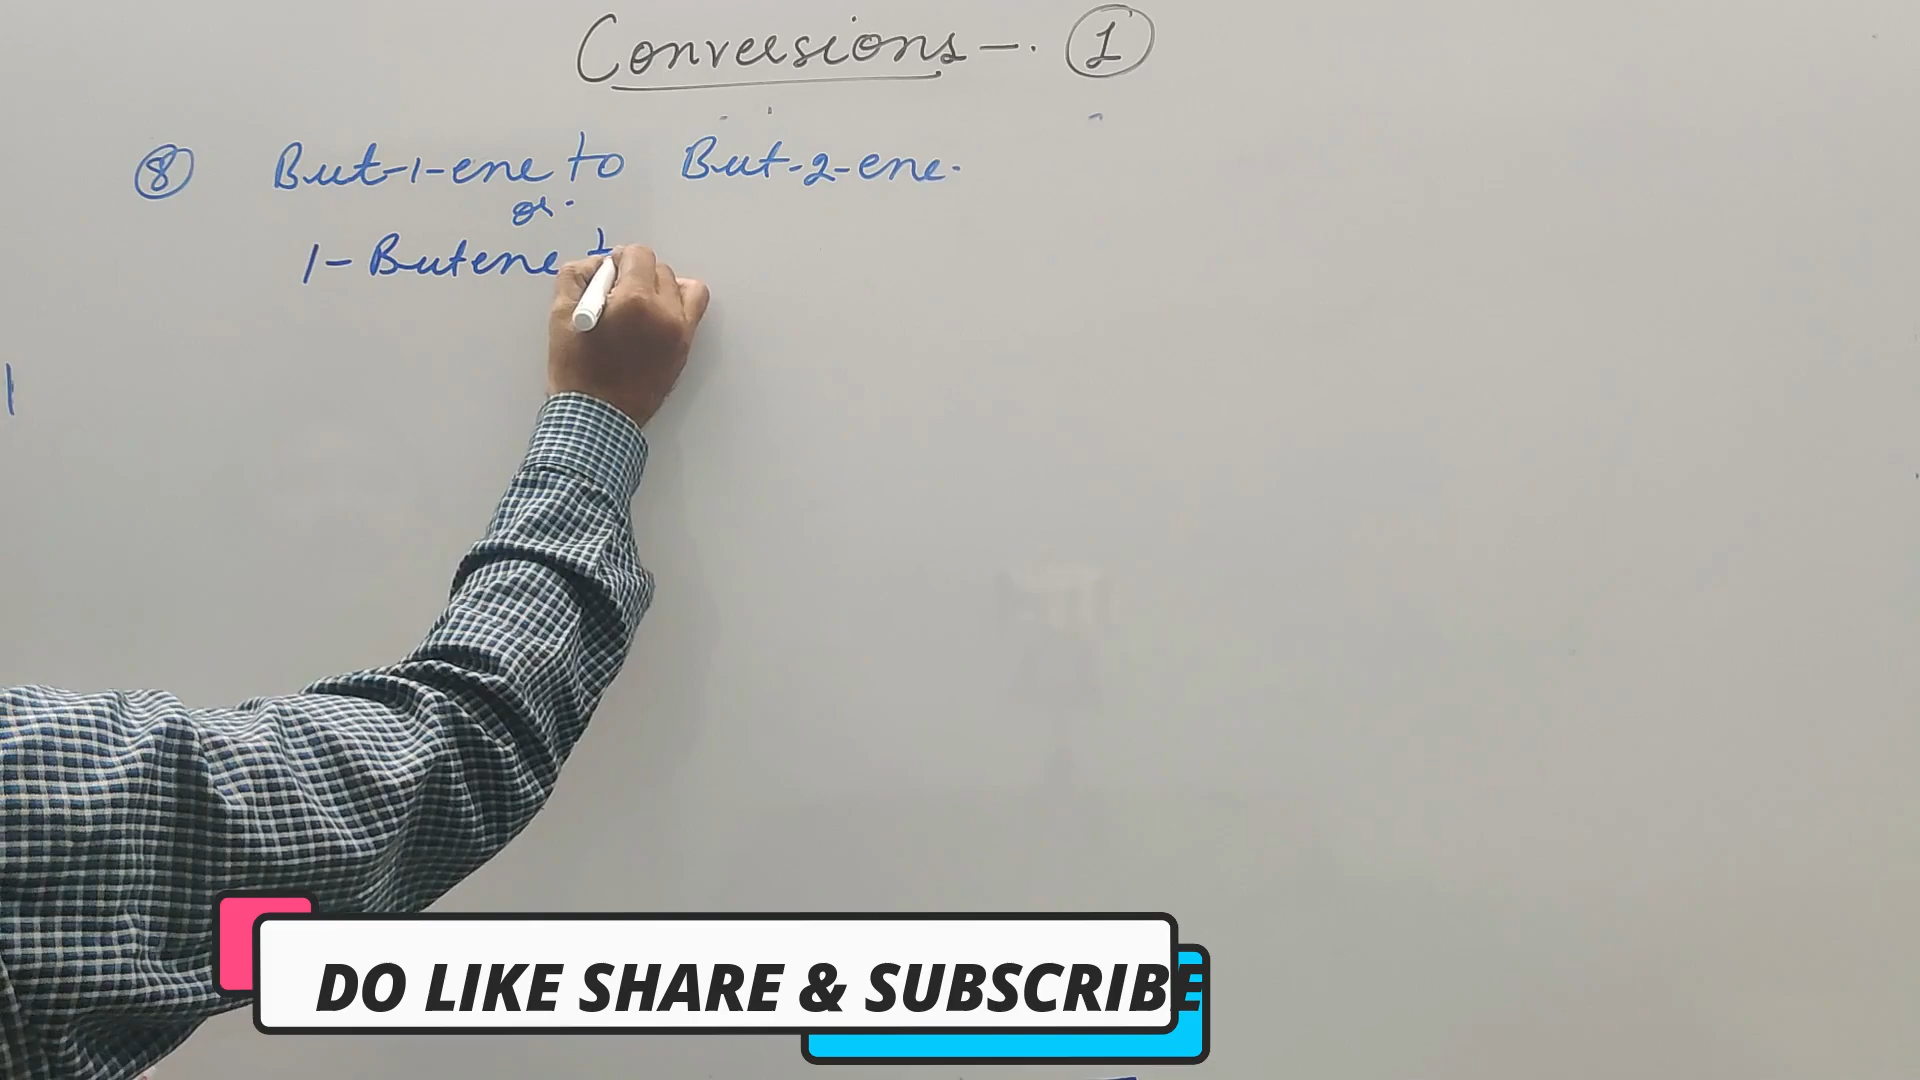 Conversions - . 1
8 But-1-ene to But-2-ene.
or.
1- Butene
DO LIKE SHARE & SUBSCRIBE